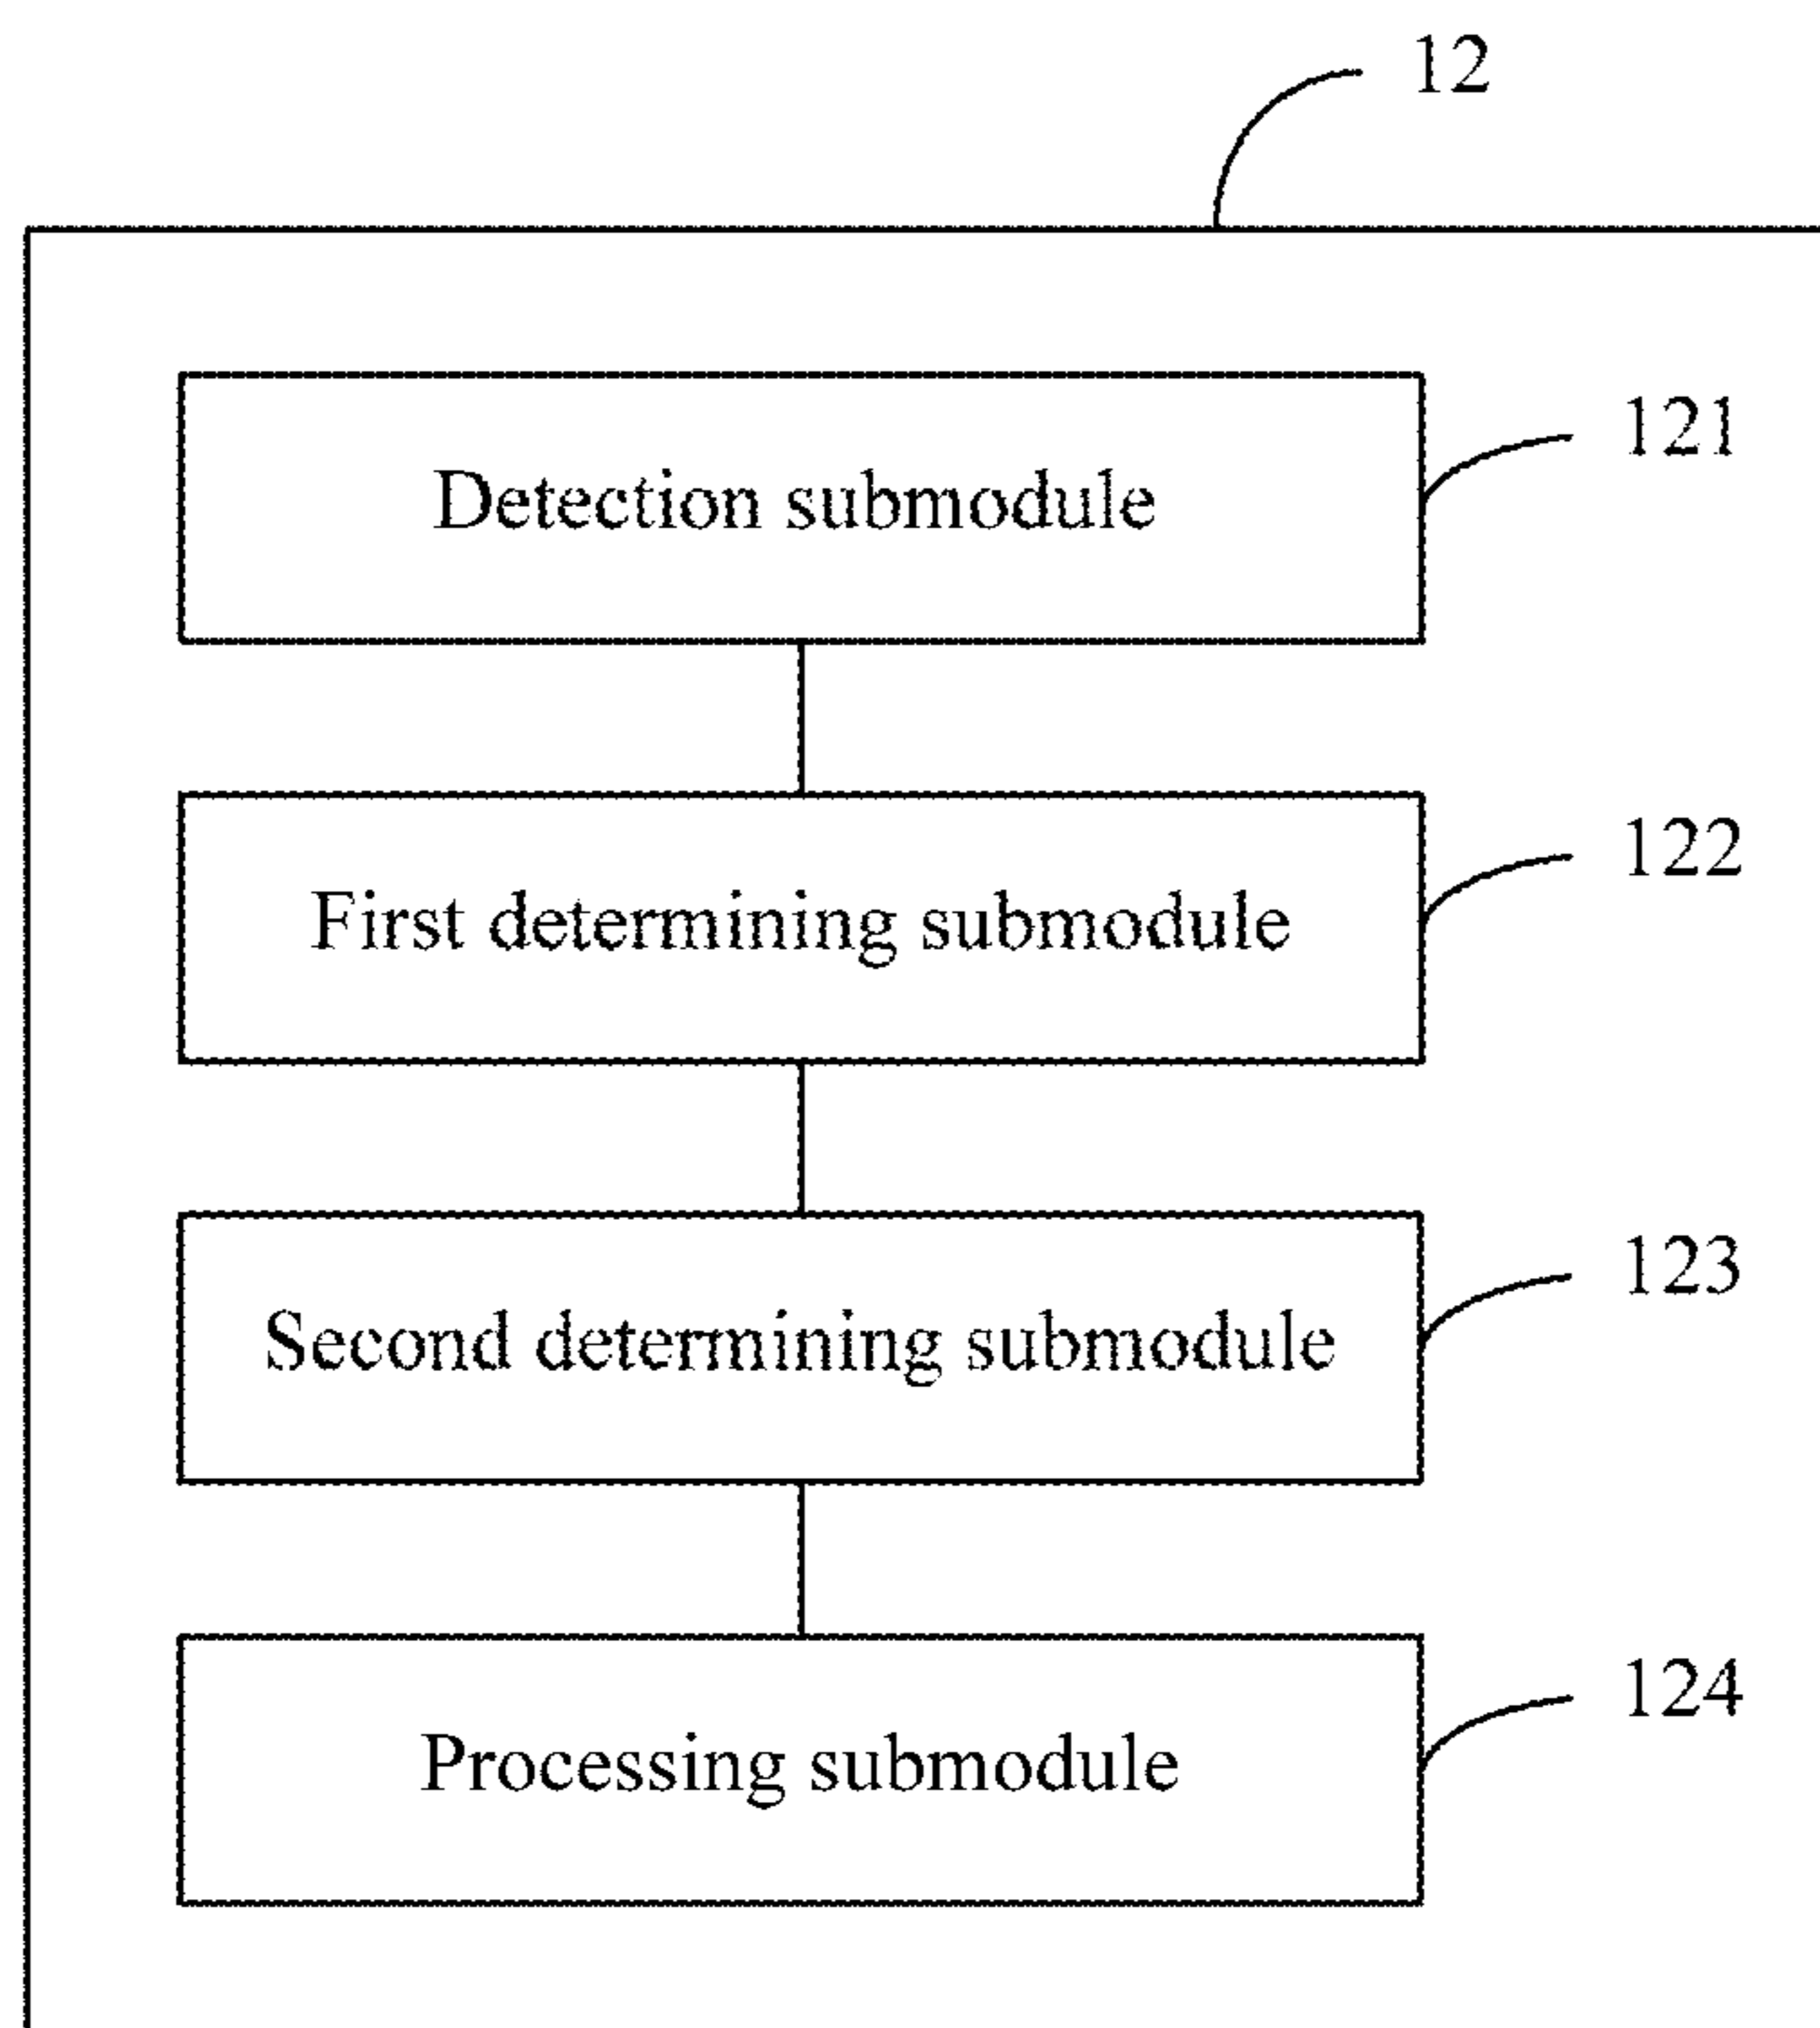 12
Detection submodule
121
First determining submodule
122
Second determining submodule
123
Processing submodule
124